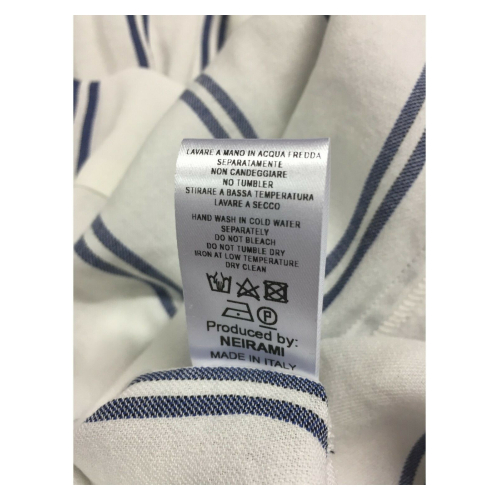 LAVARE A MANO IN ACQUA FREDDA
SEPARATAMENTE
NON CANDEGGIARE
NO TUMBLER
STIRARE A BASSA TEMPERATURA
LAVARE A SECCO
HAND WASH IN COLD WATER
SEPARATELY
DO NOT BLEACH
DO NOT TUMBLE DRY
IRON AT LOW TEMPERATURE
DRY CLEAN
P
Produced by:
NEIRAMI
MADE IN ITALY